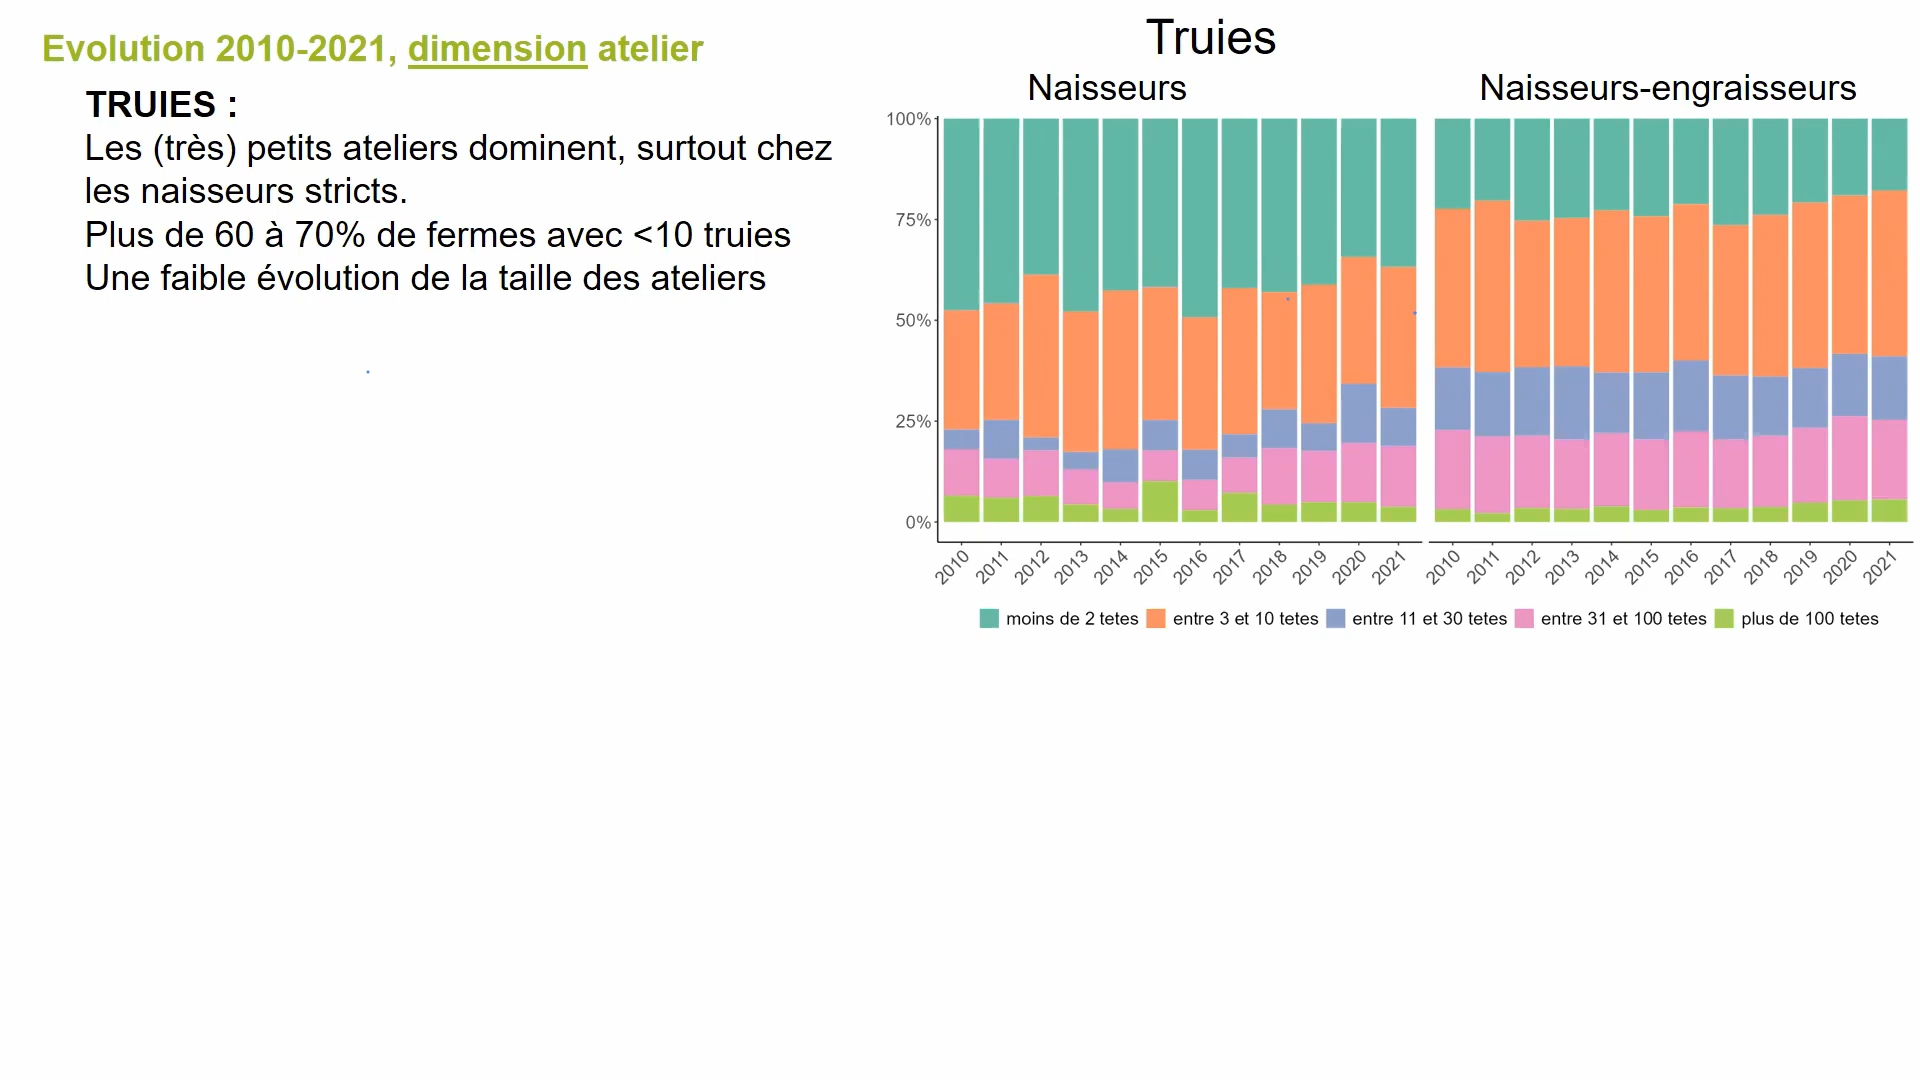 Evolution 2010-2021, dimension atelier
TRUIES :
Les (très) petits ateliers dominent, surtout chez
les naisseurs stricts.
Plus de 60 à 70% de fermes avec <10 truies
Une faible évolution de la taille des ateliers
Truies
Naisseurs
Naisseurs-engraisseurs
100%
75%
50%
25%
0%
2010 2011 2012 2013 2014 2015 2016 2017 2018 2019 2020 2021
2010 2011 2012 2013 2014 2015 2016 2017 2018 2019 2020 2021
moins de 2 tetes entre 3 et 10 tetes entre 11 et 30 tetes entre 31 et 100 tetes plus de 100 tetes